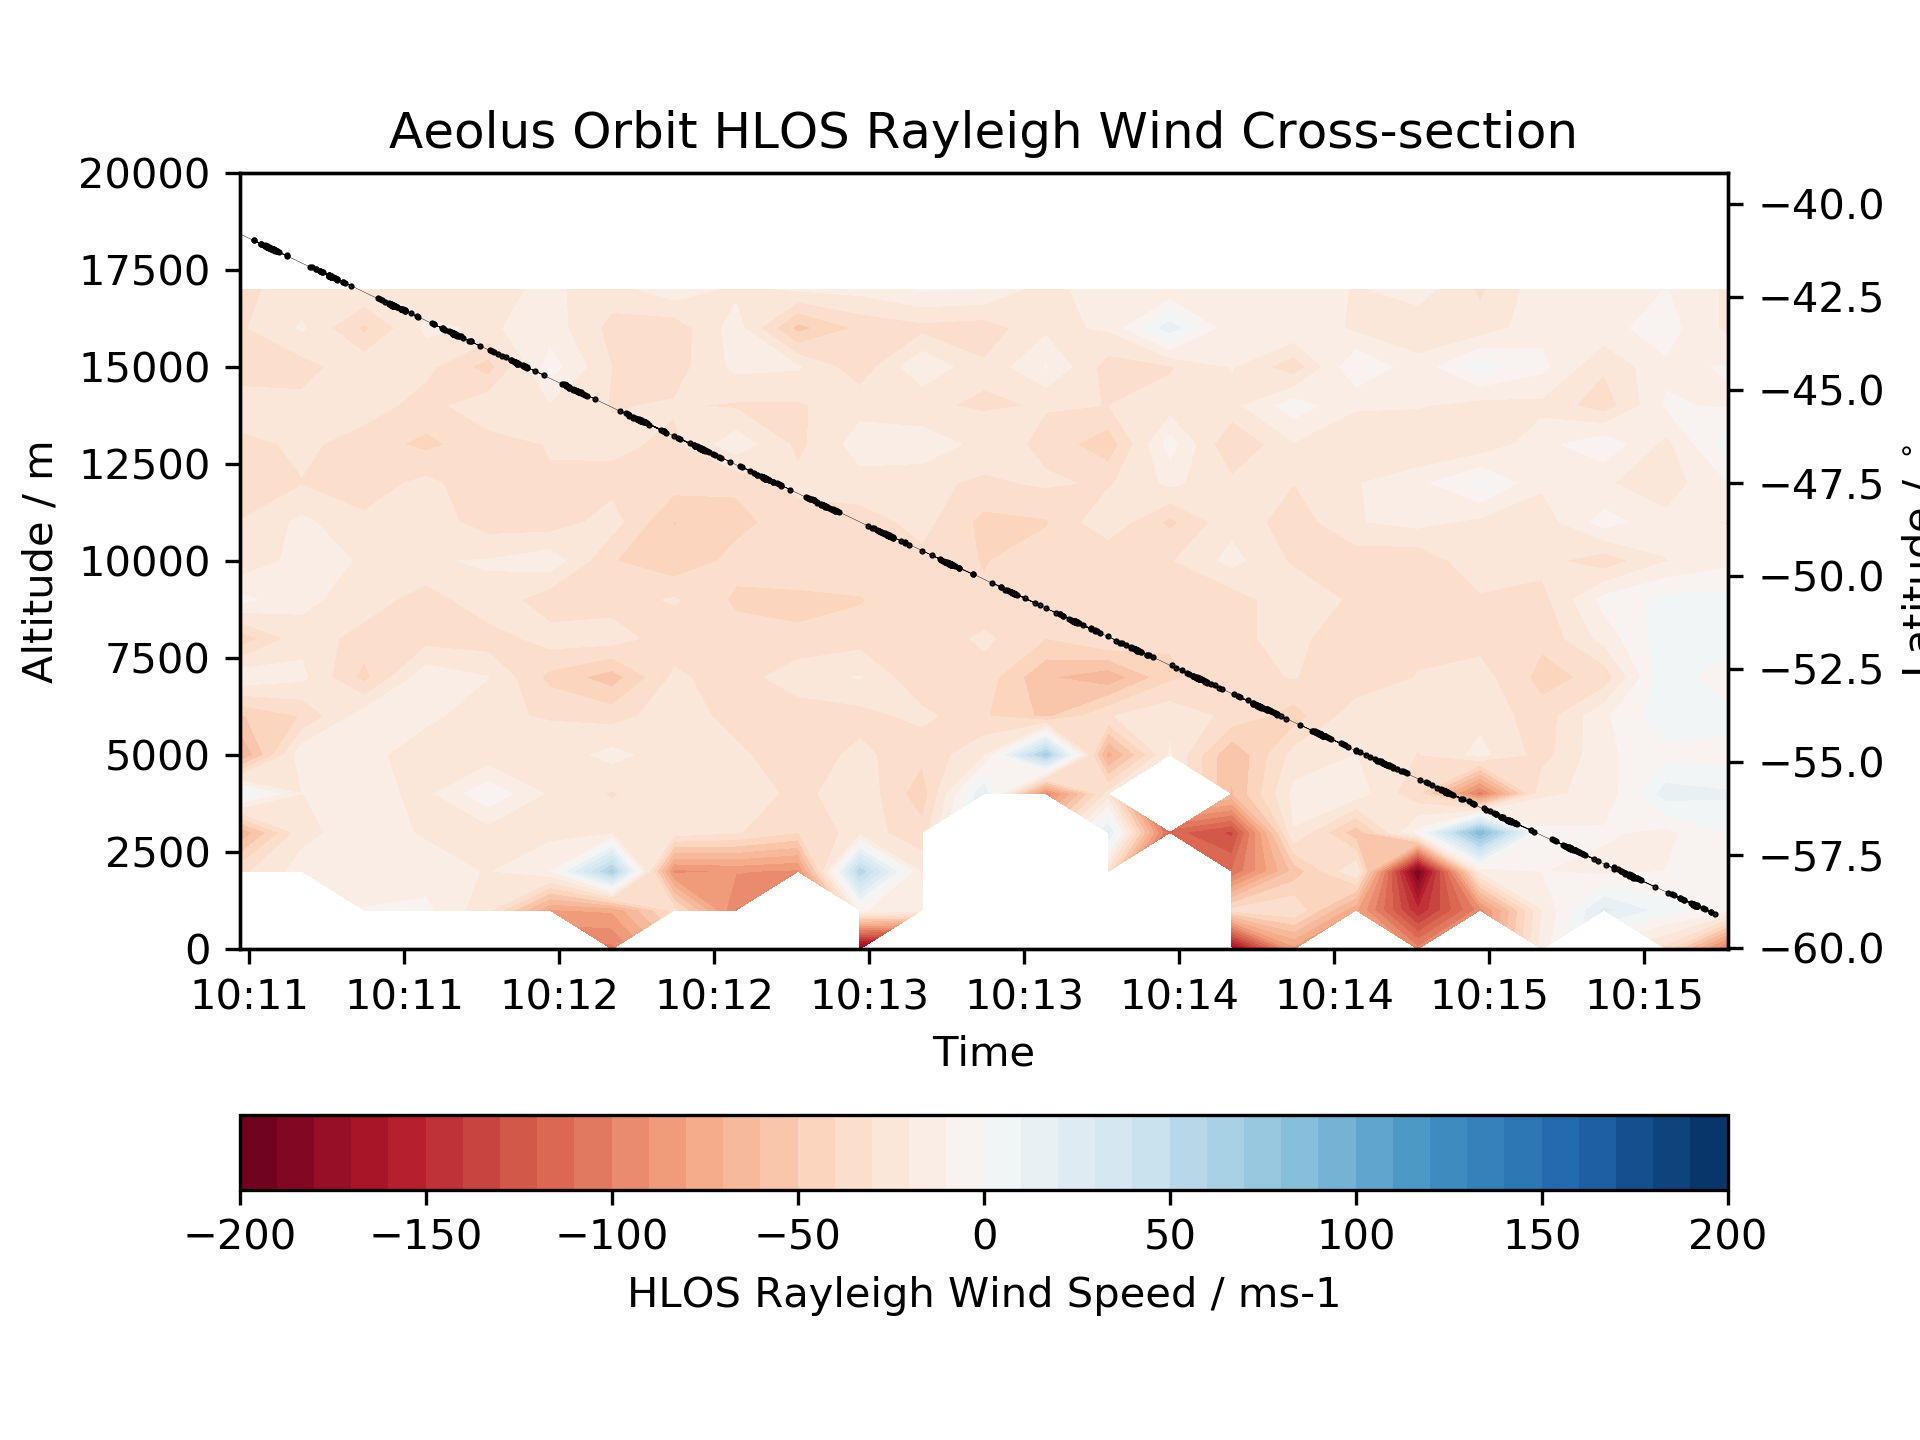 Aeolus Orbit HLOS Rayleigh Wind Cross-section
20000
17500
15000
12500
10000
7500
5000
2500
0
Altitude / m
−40.0
−42.5
−45.0
−47.5
−50.0
−52.5
−55.0
−57.5
−60.0
Latitude / °
10:11 10:11 10:12 10:12 10:13 10:13 10:14 10:14 10:15 10:15
Time
−200 −150 −100 −50 0 50 100 150 200
HLOS Rayleigh Wind Speed / ms-1